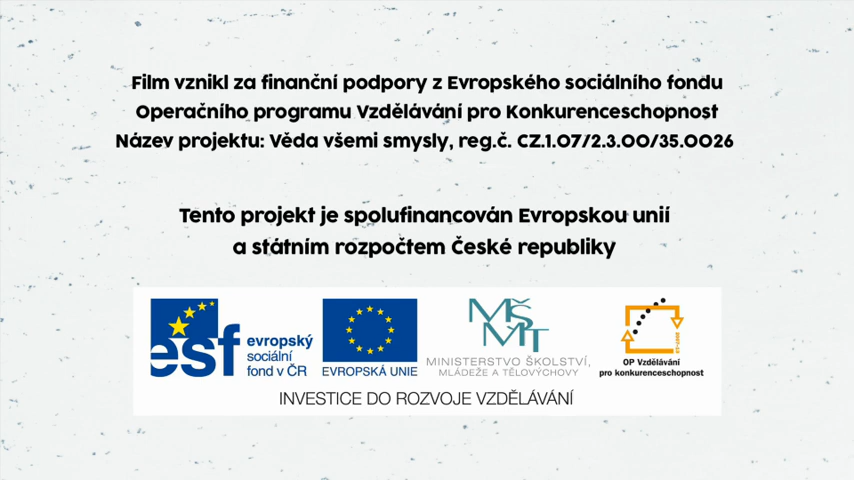 Film vznikl za finanční podpory z Evropského sociálního fondu
Operačního programu Vzdělávání pro Konkurenceschopnost
Název projektu: Věda všemi smysly, reg.č. CZ.1.07/2.3.00/35.0026
Tento projekt je spolufinancován Evropskou unií
a státním rozpočtem České republiky
esf evropský
sociální
fond v ČR
EVROPSKÁ UNIE
MŠMT
MINISTERSTVO ŠKOLSTVÍ,
MLÁDEŽE A TĚLOVÝCHOVY
OP Vzdělávání
pro konkurenceschopnost
INVESTICE DO ROZVOJE VZDĚLÁVÁNÍ